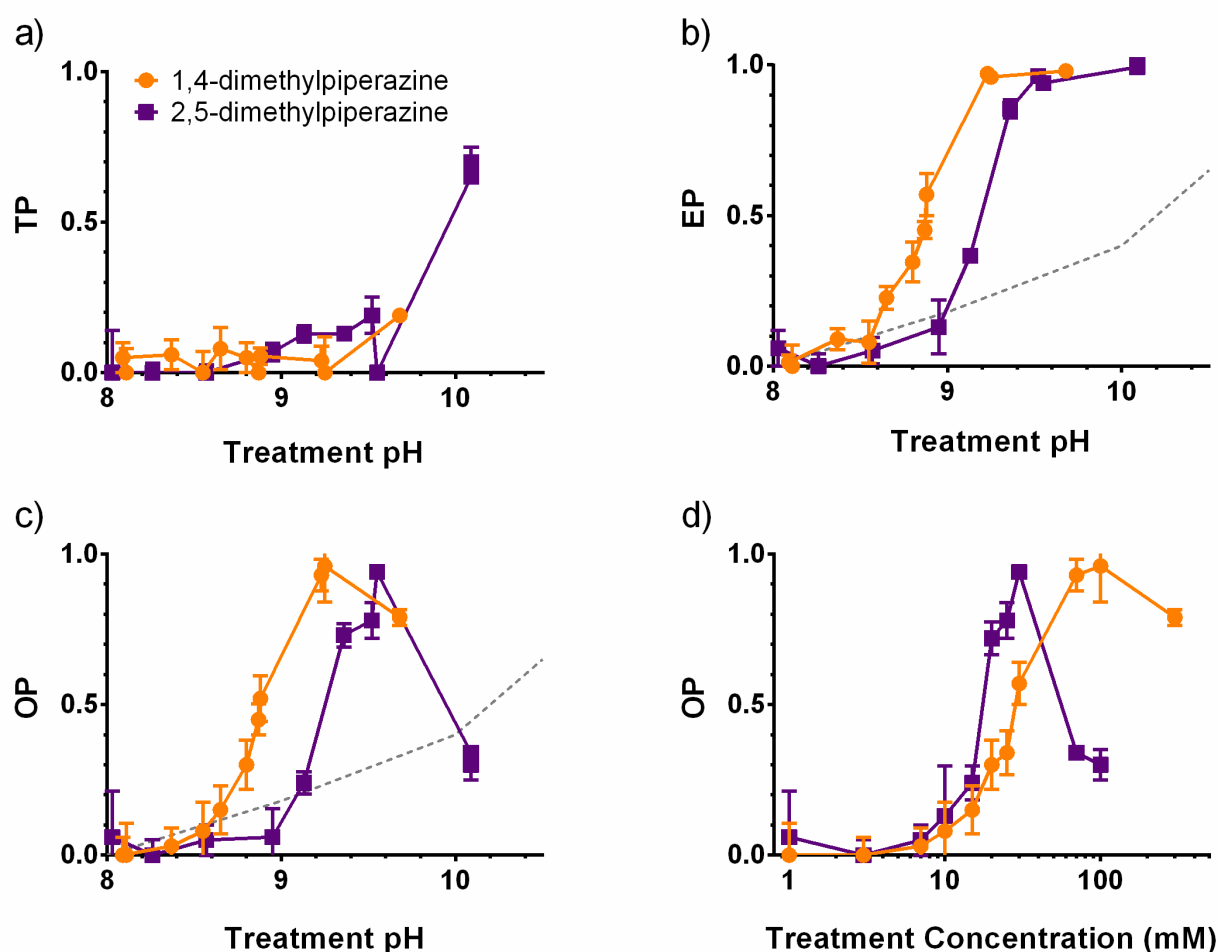 a)
1.0
0.5
0.0
TP
1,4-dimethylpiperazine
2,5-dimethylpiperazine
8
9
10
Treatment pH
b)
1.0
0.5
0.0
EP
8
9
10
Treatment pH
c)
1.0
0.5
0.0
OP
8
9
10
Treatment pH
d)
1.0
0.5
0.0
OP
1
10
100
Treatment Concentration (mM)